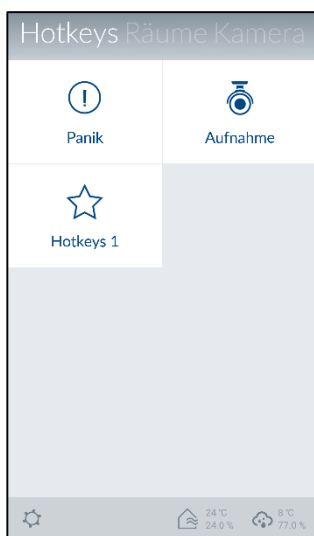 Hotkeys Räume Kamera
Panik
Aufnahme
Hotkeys 1
24 °C
24.0 %
8 °C
77.0 %